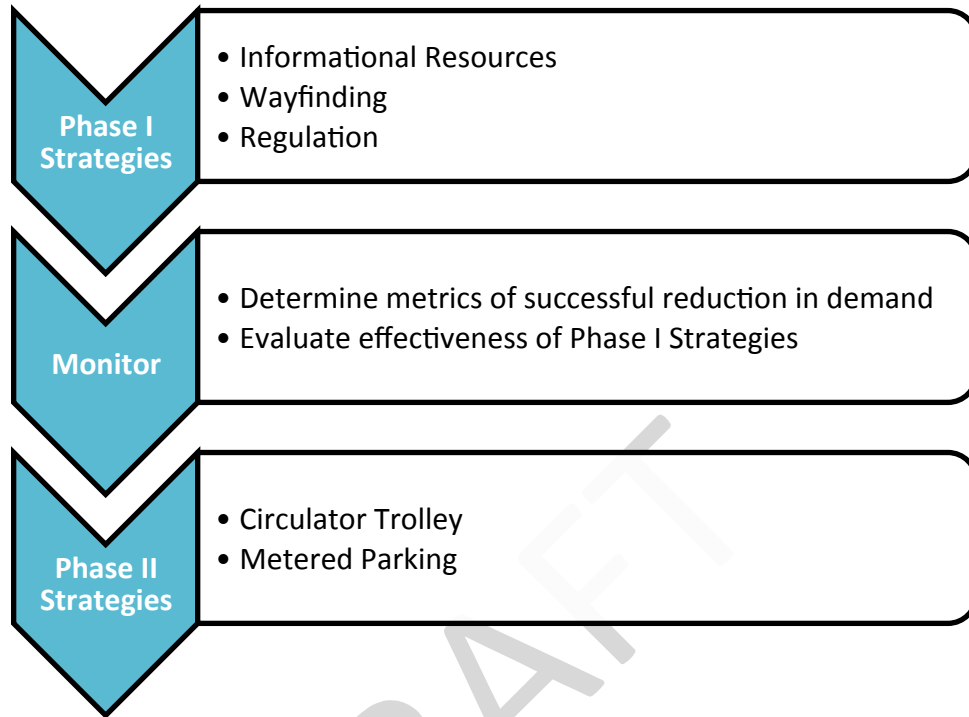 Phase I
Strategies
• Informational Resources
• Wayfinding
• Regulation
Monitor
• Determine metrics of successful reduction in demand
• Evaluate effectiveness of Phase I Strategies
Phase II
Strategies
• Circulator Trolley
• Metered Parking
DRAFT